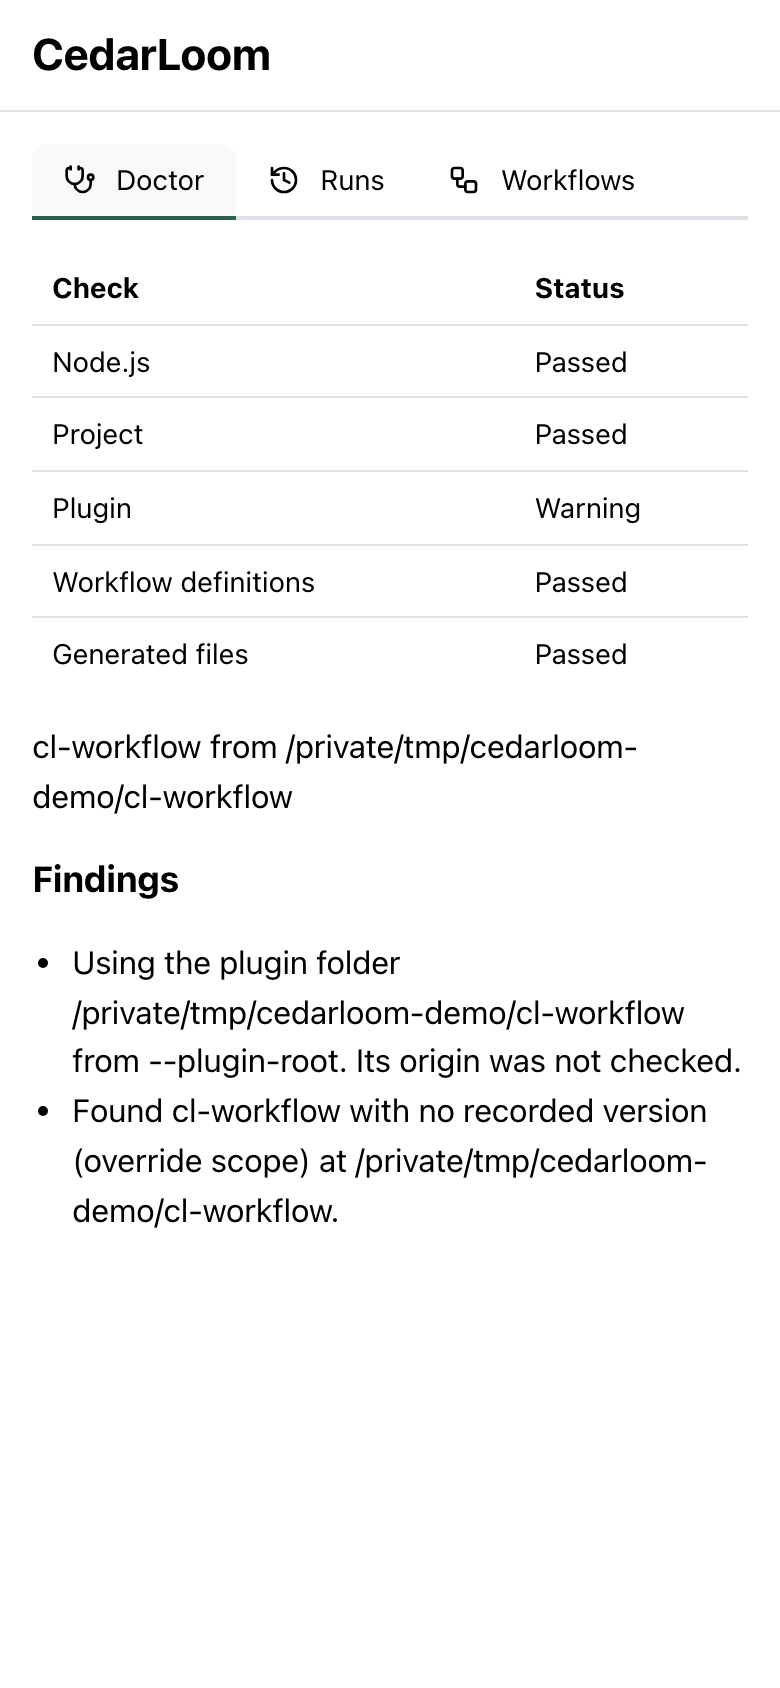 CedarLoom
Doctor Runs Workflows
Check Status
Node.js Passed
Project Passed
Plugin Warning
Workflow definitions Passed
Generated files Passed
cl-workflow from /private/tmp/cedarloom-
demo/cl-workflow
Findings
• Using the plugin folder
/private/tmp/cedarloom-demo/cl-workflow
from --plugin-root. Its origin was not checked.
• Found cl-workflow with no recorded version
(override scope) at /private/tmp/cedarloom-
demo/cl-workflow.